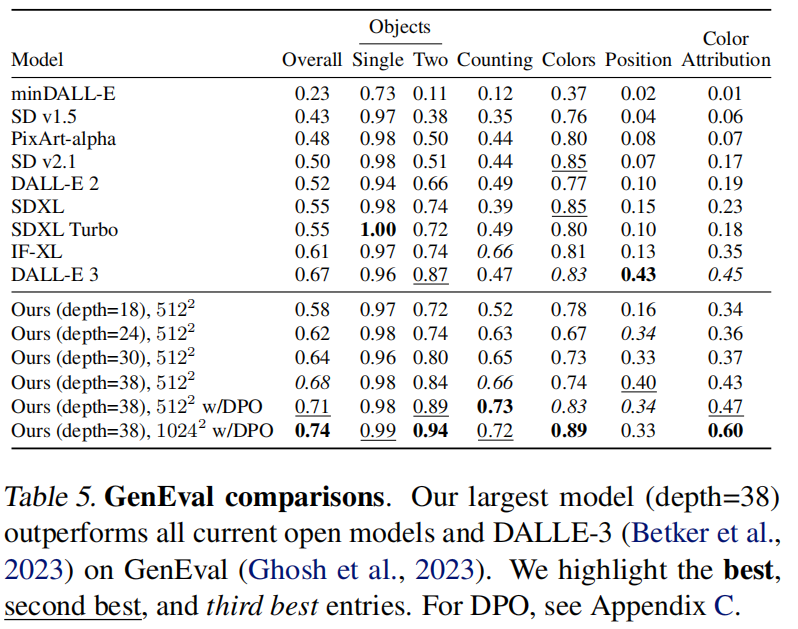 Objects
Color
Model Overall Single Two Counting Colors Position Attribution
minDALL-E 0.23 0.73 0.11 0.12 0.37 0.02 0.01
SD v1.5 0.43 0.97 0.38 0.35 0.76 0.04 0.06
PixArt-alpha 0.48 0.98 0.50 0.44 0.80 0.08 0.07
SD v2.1 0.50 0.98 0.51 0.44 0.85 0.07 0.17
DALL-E 2 0.52 0.94 0.66 0.49 0.77 0.10 0.19
SDXL 0.55 0.98 0.74 0.39 0.85 0.15 0.23
SDXL Turbo 0.55 1.00 0.72 0.49 0.80 0.10 0.18
IF-XL 0.61 0.97 0.74 0.66 0.81 0.13 0.35
DALL-E 3 0.67 0.96 0.87 0.47 0.83 0.43 0.45
Ours (depth=18), 512² 0.58 0.97 0.72 0.52 0.78 0.16 0.34
Ours (depth=24), 512² 0.62 0.98 0.74 0.63 0.67 0.34 0.36
Ours (depth=30), 512² 0.64 0.96 0.80 0.65 0.73 0.33 0.37
Ours (depth=38), 512² 0.68 0.98 0.84 0.66 0.74 0.40 0.43
Ours (depth=38), 512² w/DPO 0.71 0.98 0.89 0.73 0.83 0.34 0.47
Ours (depth=38), 1024² w/DPO 0.74 0.99 0.94 0.72 0.89 0.33 0.60
Table 5. GenEval comparisons. Our largest model (depth=38)
outperforms all current open models and DALLE-3 (Betker et al.,
2023) on GenEval (Ghosh et al., 2023). We highlight the best,
second best, and third best entries. For DPO, see Appendix C.